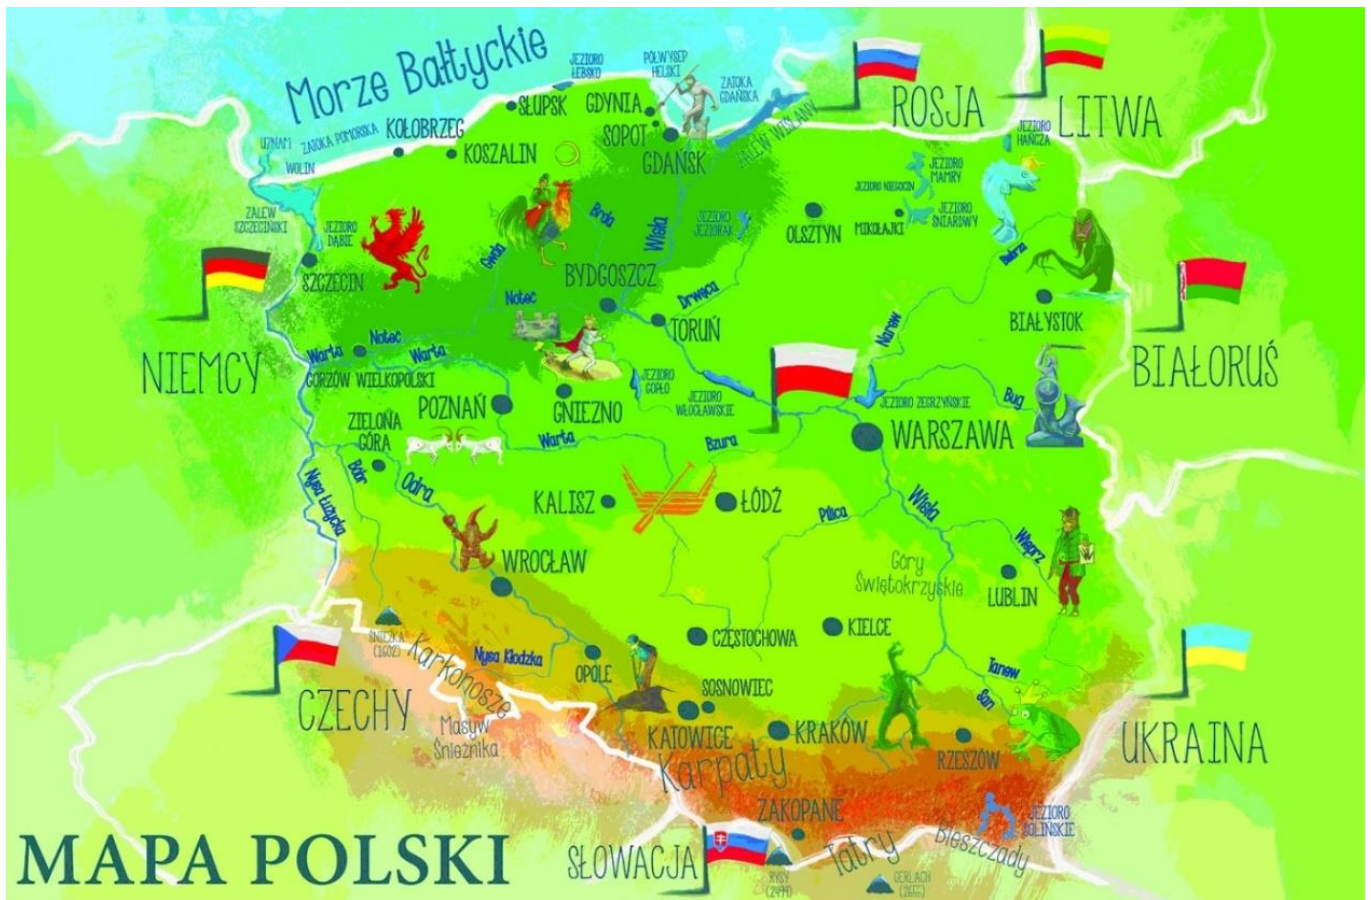 Morze Bałtyckie
JEZIORO
ŁEBSKO
PÓŁWYSEP
HELSKI
ZATOKA
GDAŃSKA
ROSJA
LITWA
SŁUPSK
GDYNIA
SOPOT
GDAŃSK
ZALEW WIŚLANY
JEZIORO
HAŃCZA
UZNAM
ZATOKA POMORSKA
KOŁOBRZEG
KOSZALIN
WOLIN
ZALEW
SZCZECIŃSKI
JEZIORO
DĄBIE
SZCZECIN
Gwda
Brda
Wisła
JEZIORO
JEZIORAK
OLSZTYN
JEZIORO NIEGOCIN
JEZIORO
MAMRY
MIKOŁAJKI
JEZIORO
ŚNIARDWY
Biebrza
BIAŁYSTOK
BIAŁORUŚ
BYDGOSZCZ
Noteć
Drwęca
TORUŃ
Narew
NIEMCY
Warta
Noteć
Warta
GORZÓW WIELKOPOLSKI
POZNAŃ
GNIEZNO
JEZIORO
GOPŁO
JEZIORO
WŁOCŁAWSKIE
JEZIORO ZEGRZYŃSKIE
Bug
WARSZAWA
ZIELONA
GÓRA
Warta
Bzura
Nysa Łużycka
Bóbr
Odra
KALISZ
ŁÓDŹ
Pilica
Wisła
Wieprz
WROCŁAW
Góry
Świętokrzyskie
LUBLIN
ŚNIEŻKA
(1602)
Karkonosze
Nysa Kłodzka
OPOLE
CZĘSTOCHOWA
KIELCE
CZECHY
Masyw
Śnieżnika
SOSNOWIEC
KATOWICE
KRAKÓW
Tanew
San
RZESZÓW
UKRAINA
Karpaty
ZAKOPANE
JEZIORO
SOLIŃSKIE
Bieszczady
Tatry
SŁOWACJA
RYSY
(2499)
GERLACH
(2655)
MAPA POLSKI